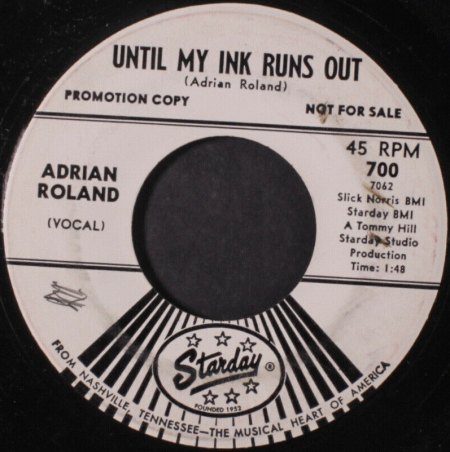 UNTIL MY INK RUNS OUT
(Adrian Roland)
PROMOTION COPY
NOT FOR SALE
ADRIAN
ROLAND
(VOCAL)
45 RPM
700
7062
Slick Norris BMI
Starday BMI
A Tommy Hill
Starday Studio
Production
Time: 1:48
Starday ®
FOUNDED 1952
FROM NASHVILLE, TENNESSEE—THE MUSICAL HEART OF AMERICA